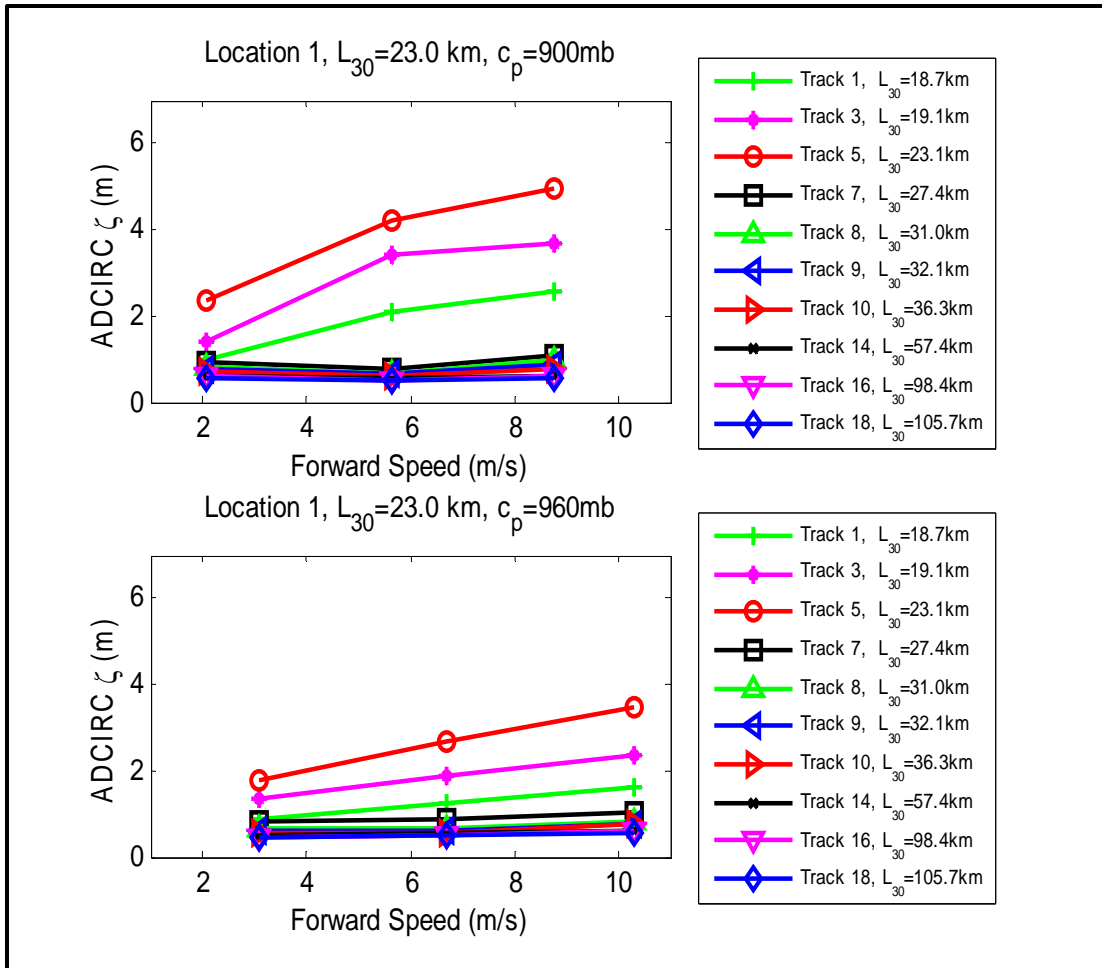 Location 1, L30=23.0 km, cp=900mb
ADCIRC ζ (m)
6
4
2
0
2 4 6 8 10
Forward Speed (m/s)
Track 1, L30=18.7km
Track 3, L30=19.1km
Track 5, L30=23.1km
Track 7, L30=27.4km
Track 8, L30=31.0km
Track 9, L30=32.1km
Track 10, L30=36.3km
Track 14, L30=57.4km
Track 16, L30=98.4km
Track 18, L30=105.7km
Location 1, L30=23.0 km, cp=960mb
ADCIRC ζ (m)
6
4
2
0
2 4 6 8 10
Forward Speed (m/s)
Track 1, L30=18.7km
Track 3, L30=19.1km
Track 5, L30=23.1km
Track 7, L30=27.4km
Track 8, L30=31.0km
Track 9, L30=32.1km
Track 10, L30=36.3km
Track 14, L30=57.4km
Track 16, L30=98.4km
Track 18, L30=105.7km